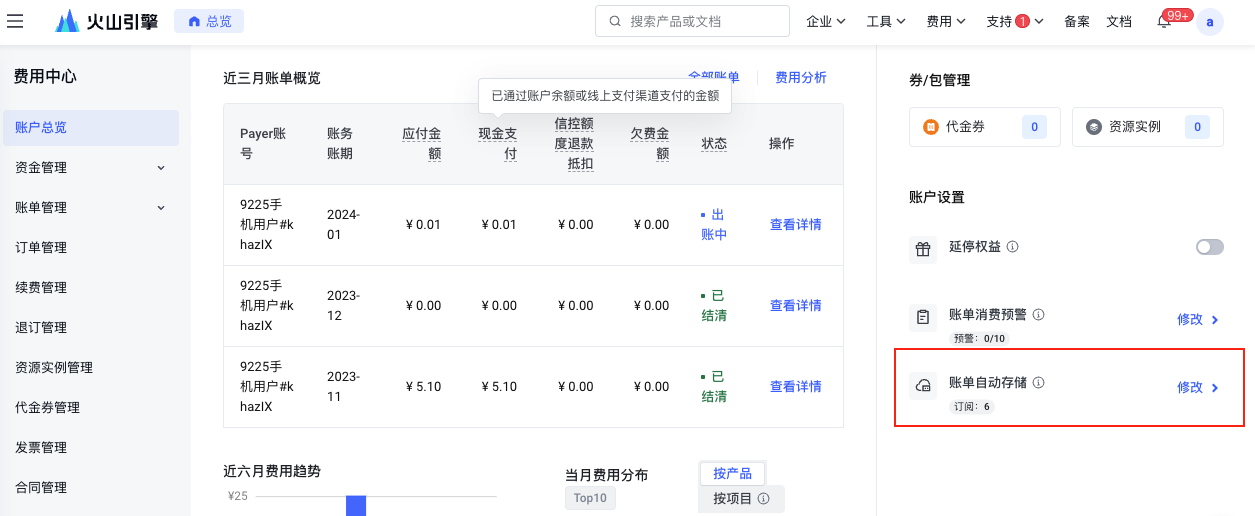 火山引擎
总览
搜索产品或文档
企业
工具
费用
支持 1
备案
文档
99+
a
费用中心
账户总览
资金管理
账单管理
订单管理
续费管理
退订管理
资源实例管理
代金券管理
发票管理
合同管理
近三月账单概览
全部账单
费用分析
已通过账户余额或线上支付渠道支付的金额
Payer账
号
账务
账期
应付金
额
现金支
付
信控额
度退款
抵扣
欠费金
额
状态
操作
9225手
机用户#k
hazIX
2024-
01
¥ 0.01
¥ 0.01
¥ 0.00
¥ 0.00
出
账中
查看详情
9225手
机用户#k
hazIX
2023-
12
¥ 0.00
¥ 0.00
¥ 0.00
¥ 0.00
已
结清
查看详情
9225手
机用户#k
hazIX
2023-
11
¥ 5.10
¥ 5.10
¥ 0.00
¥ 0.00
已
结清
查看详情
近六月费用趋势
¥25
当月费用分布
Top10
按产品
按项目
券/包管理
代金券
0
资源实例
0
账户设置
延停权益
账单消费预警
预警：0/10
修改
账单自动存储
订阅：6
修改